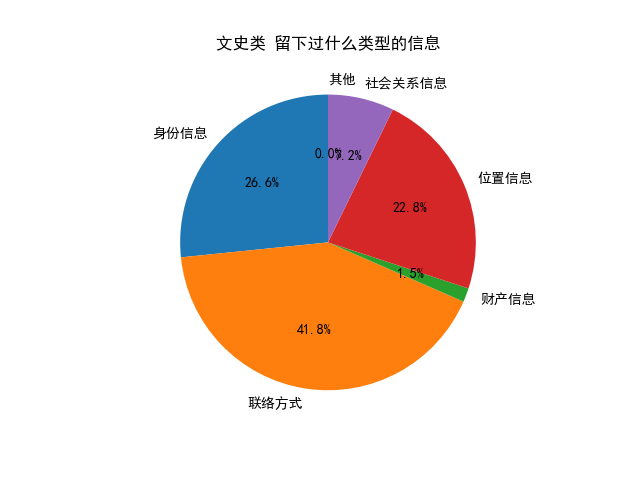 文史类 留下过什么类型的信息
其他
社会关系信息
身份信息
0.0%
7.2%
位置信息
26.6%
22.8%
1.5%
财产信息
41.8%
联络方式